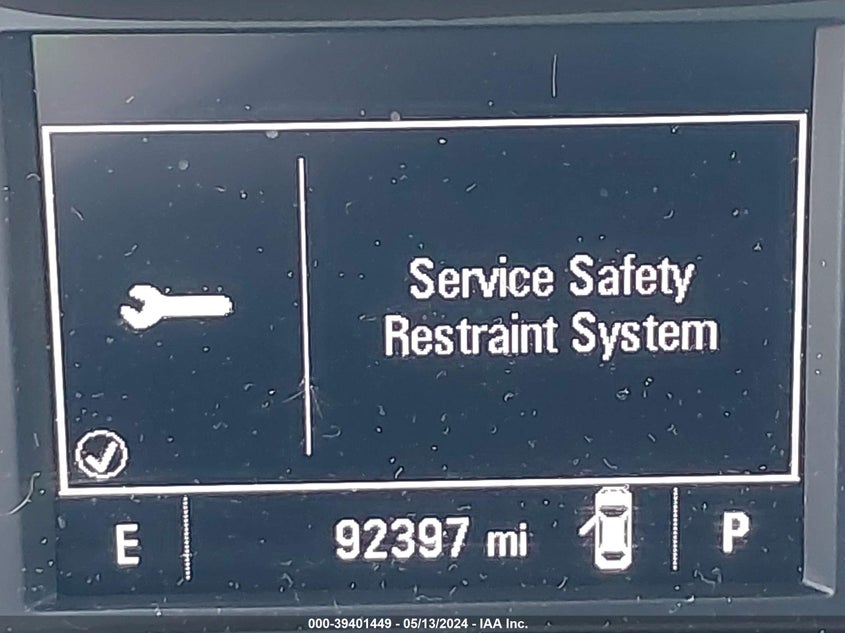 Service Safety
Restraint System
E 92397 mi P
000-39401449 - 05/13/2024 - IAA Inc.